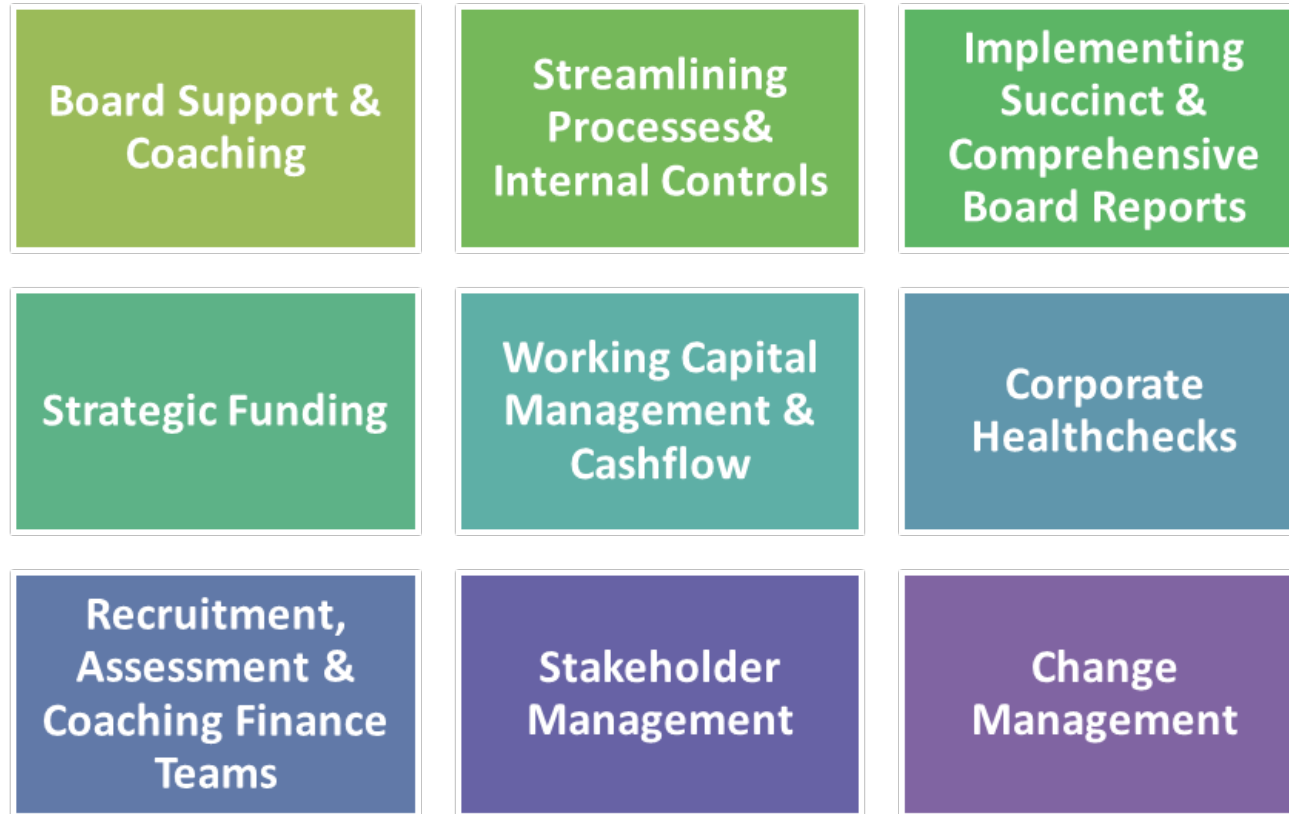 Board Support &
Coaching
Streamlining
Processes&
Internal Controls
Implementing
Succinct &
Comprehensive
Board Reports
Strategic Funding
Working Capital
Management &
Cashflow
Corporate
Healthchecks
Recruitment,
Assessment &
Coaching Finance
Teams
Stakeholder
Management
Change
Management